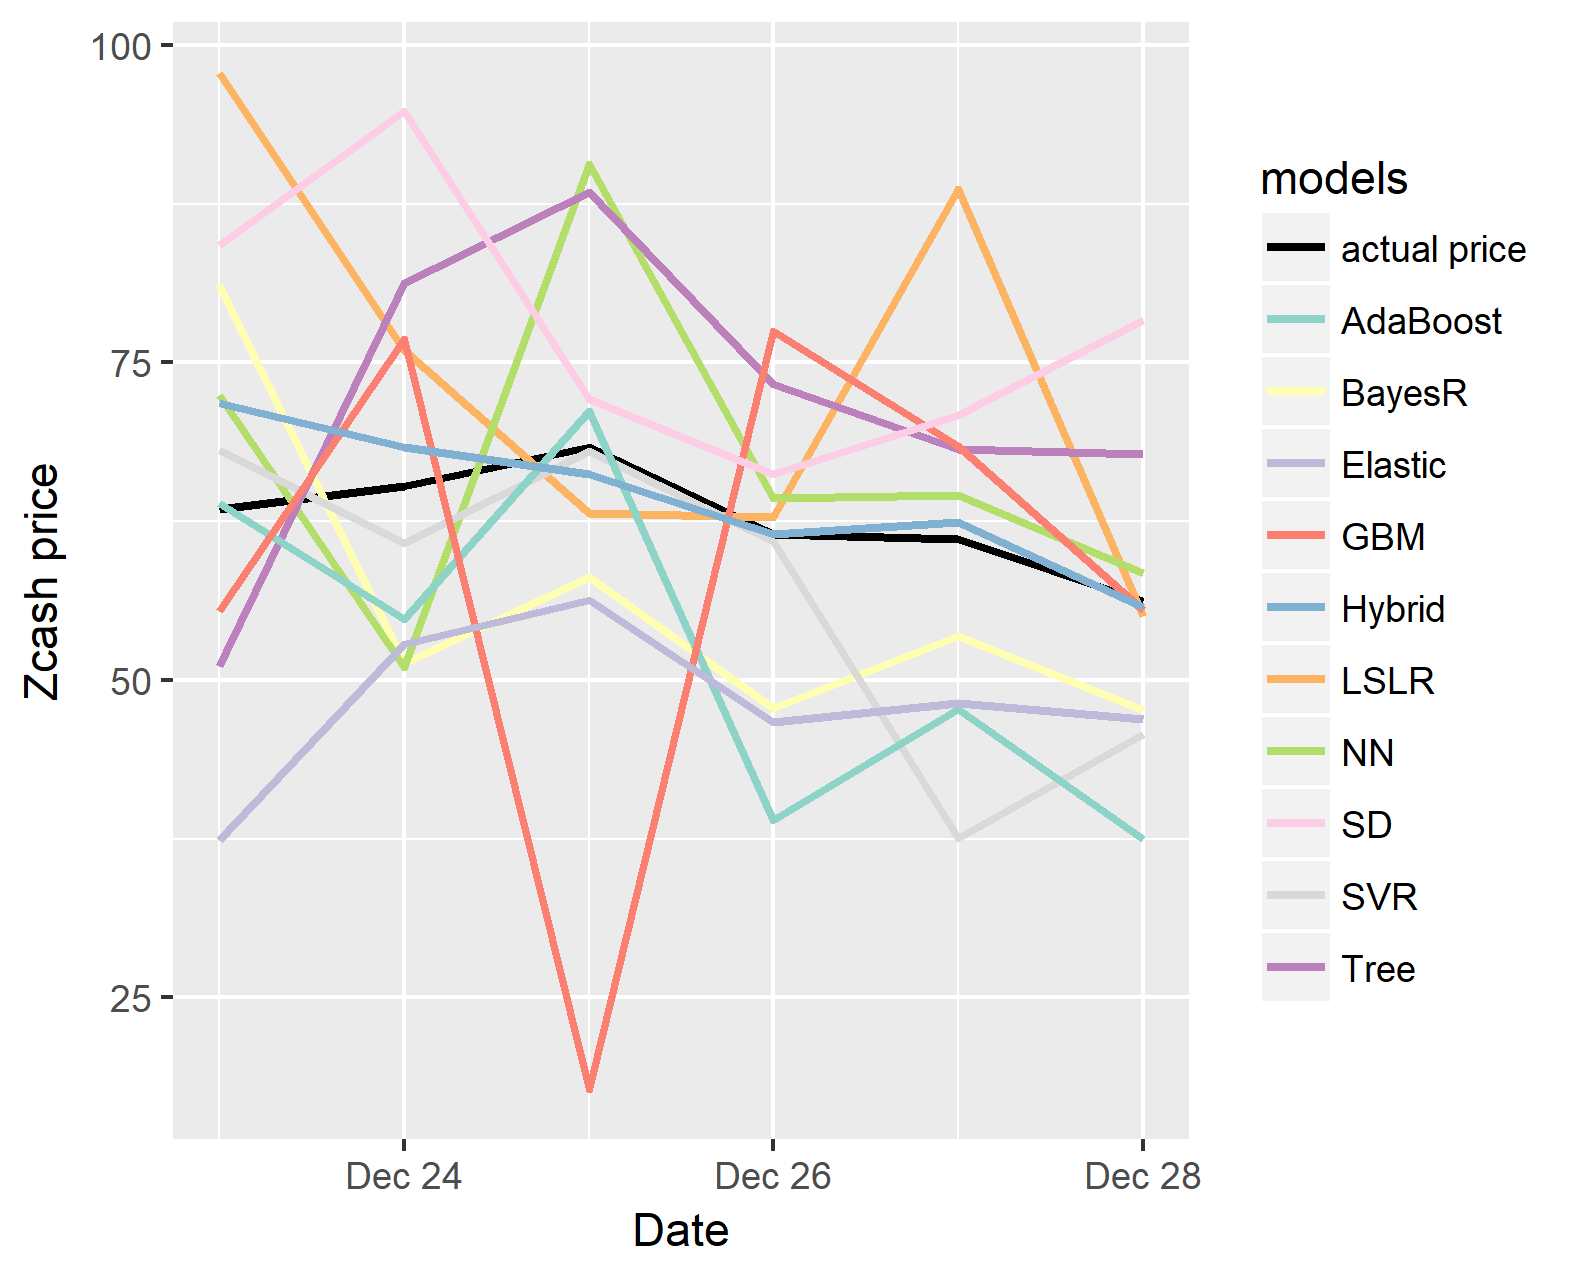 100
75
50
25
Zcash price
Dec 24
Dec 26
Dec 28
Date
models
actual price
AdaBoost
BayesR
Elastic
GBM
Hybrid
LSLR
NN
SD
SVR
Tree